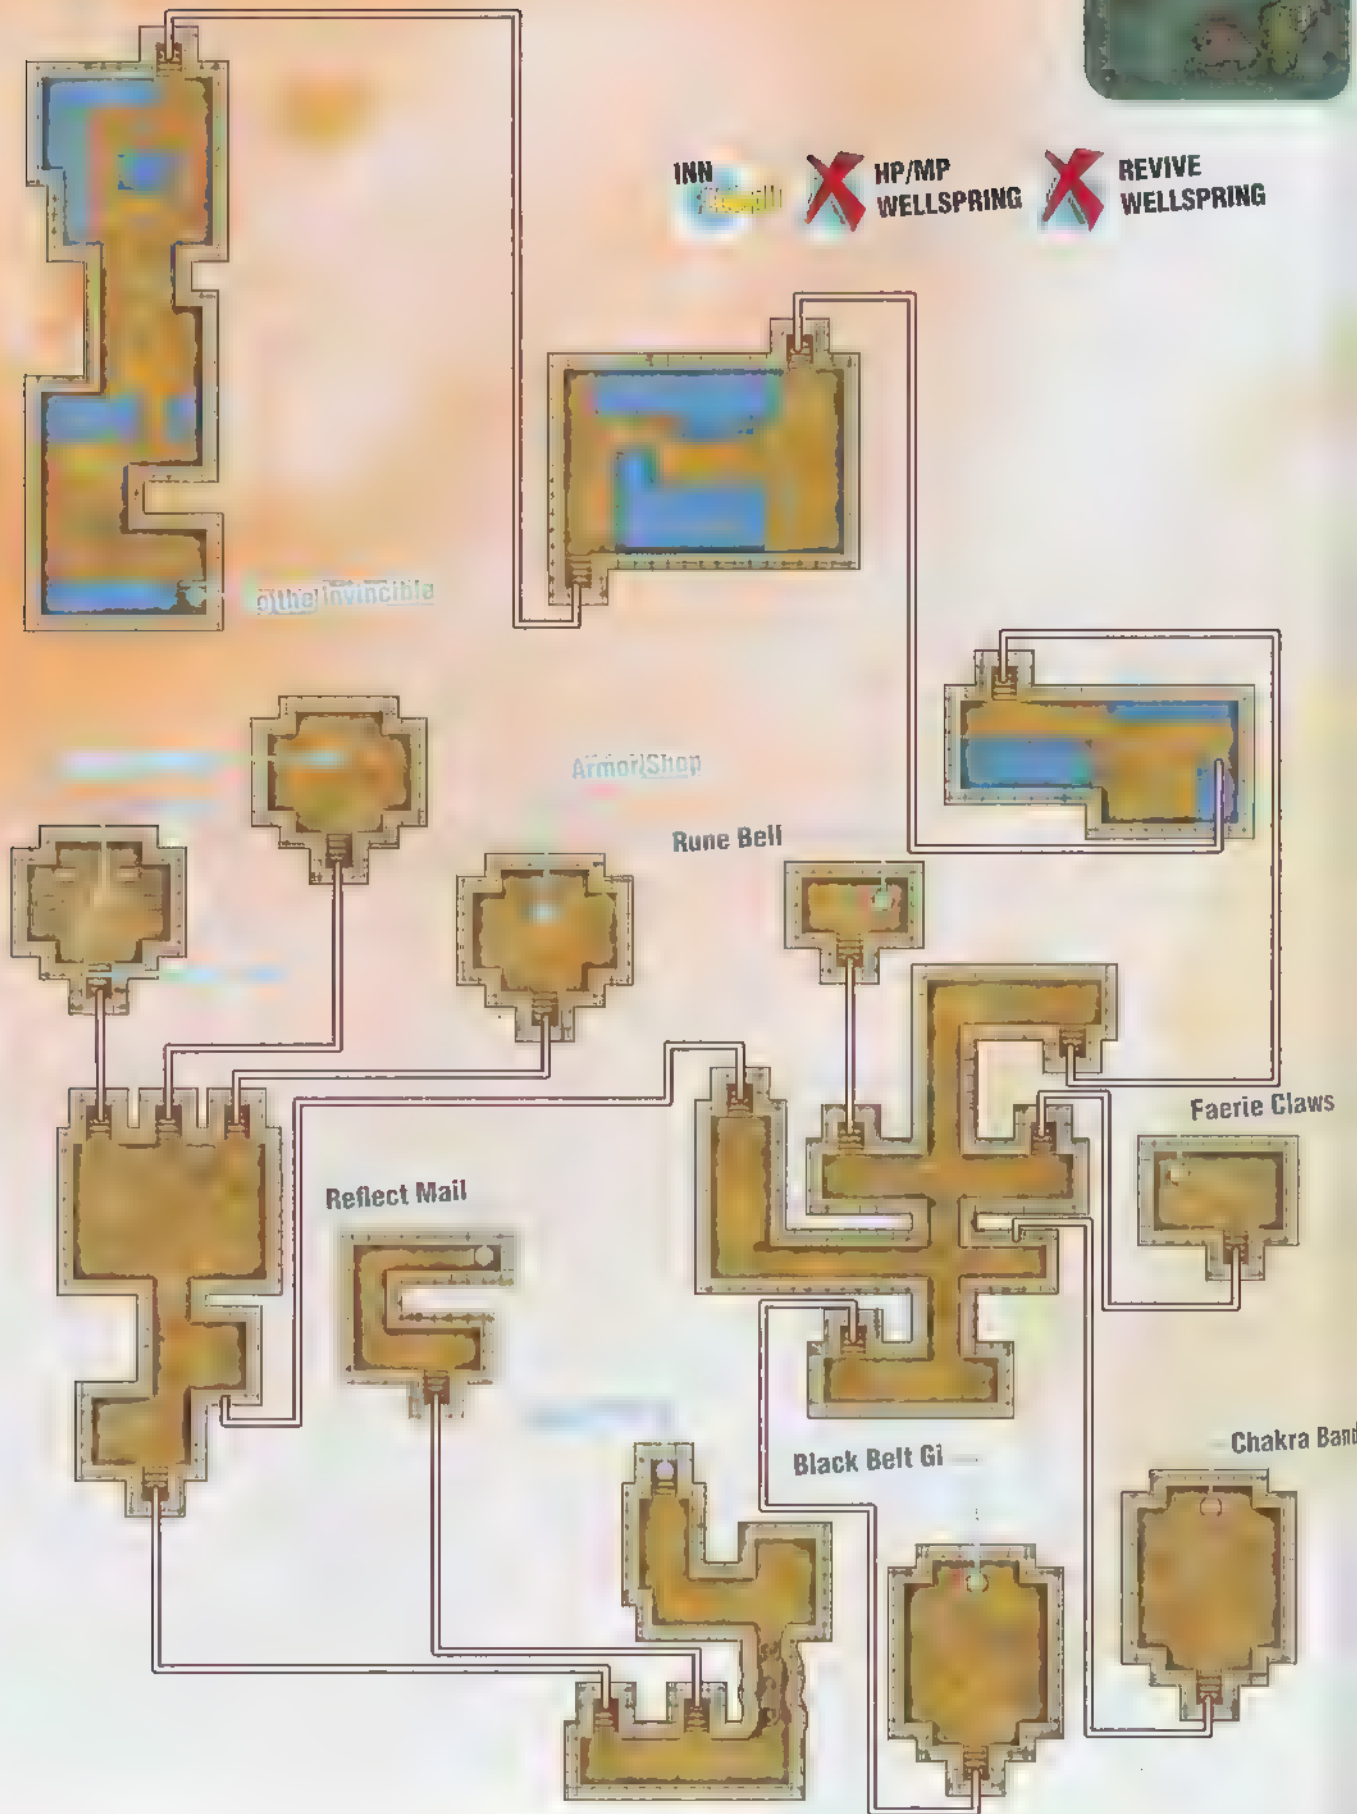 INN
HP/MP
WELLSPRING
REVIVE
WELLSPRING
the Invincible
Armor Shop
Rune Bell
Faerie Claws
Reflect Mail
Black Belt Gi
Chakra Band